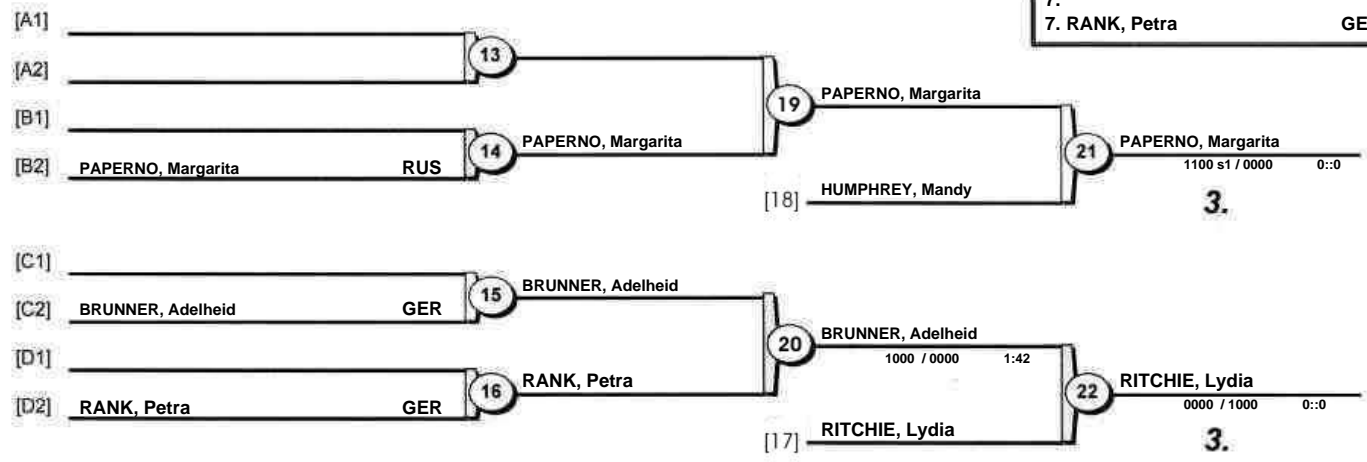 7.
7. RANK, Petra GE
[A1]
13
[A2]
19 PAPERNO, Margarita
[B1]
14 PAPERNO, Margarita
21 PAPERNO, Margarita
1100 s1 / 0000 0::0
[B2] PAPERNO, Margarita RUS
[18] HUMPHREY, Mandy
3.
[C1]
15 BRUNNER, Adelheid
[C2] BRUNNER, Adelheid GER
20 BRUNNER, Adelheid
1000 / 0000 1:42
[D1]
16 RANK, Petra
22 RITCHIE, Lydia
0000 / 1000 0::0
[D2] RANK, Petra GER
[17] RITCHIE, Lydia
3.